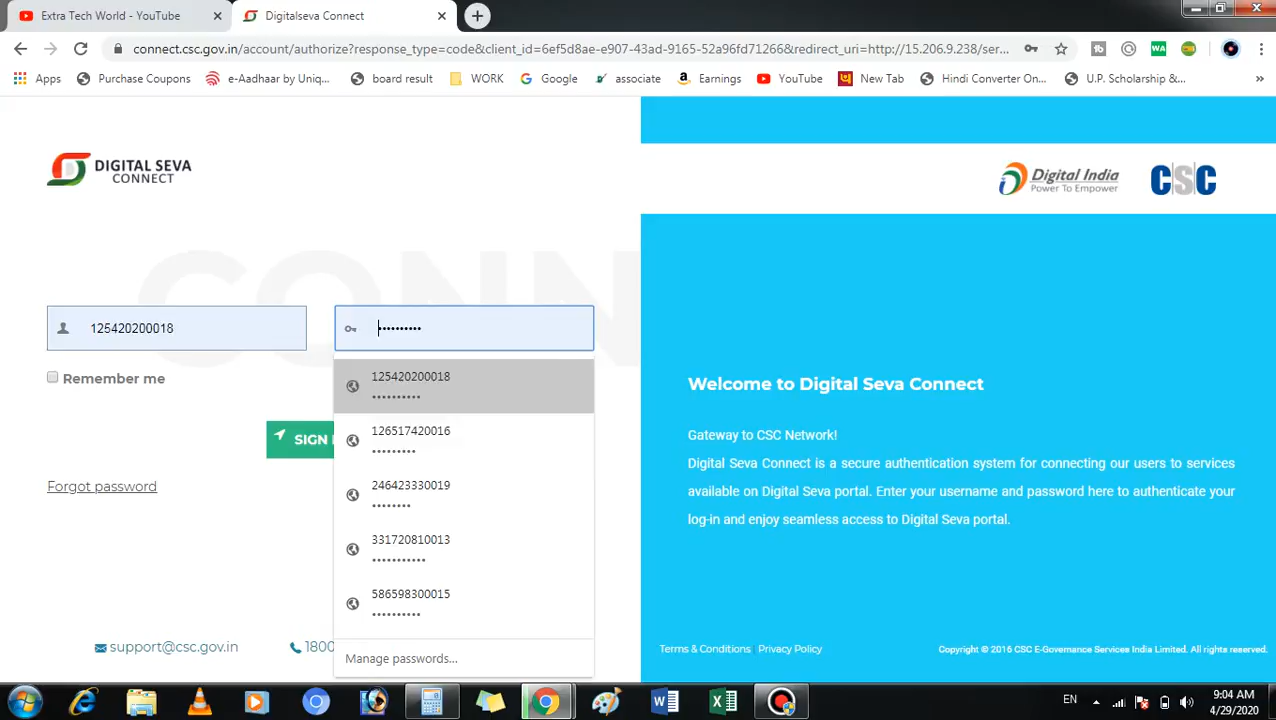 Extra Tech World - YouTube
Digitalseva Connect
connect.csc.gov.in/account/authorize?response_type=code&client_id=6ef5d8ae-e907-43ad-9165-52a96fd71266&redirect_uri=http://15.206.9.238/ser...
Apps
Purchase Coupons
e-Aadhaar by Uniq...
board result
WORK
Google
associate
Earnings
YouTube
New Tab
Hindi Converter On...
U.P. Scholarship &...
»
WA
DIGITAL SEVA
CONNECT
Digital India
Power To Empower
CSC
CONN
125420200018
••••••••••
Remember me
125420200018
••••••••••
126517420016
•••••••••
SIGN I
246423330019
••••••••
Forgot password
331720810013
•••••••••••
586598300015
••••••••••
Manage passwords...
support@csc.gov.in
1800
Welcome to Digital Seva Connect
Gateway to CSC Network!
Digital Seva Connect is a secure authentication system for connecting our users to services
available on Digital Seva portal. Enter your username and password here to authenticate your
log-in and enjoy seamless access to Digital Seva portal.
Terms & Conditions
Privacy Policy
Copyright © 2016 CSC E-Governance Services India Limited. All rights reserved.
EN
9:04 AM
4/29/2020